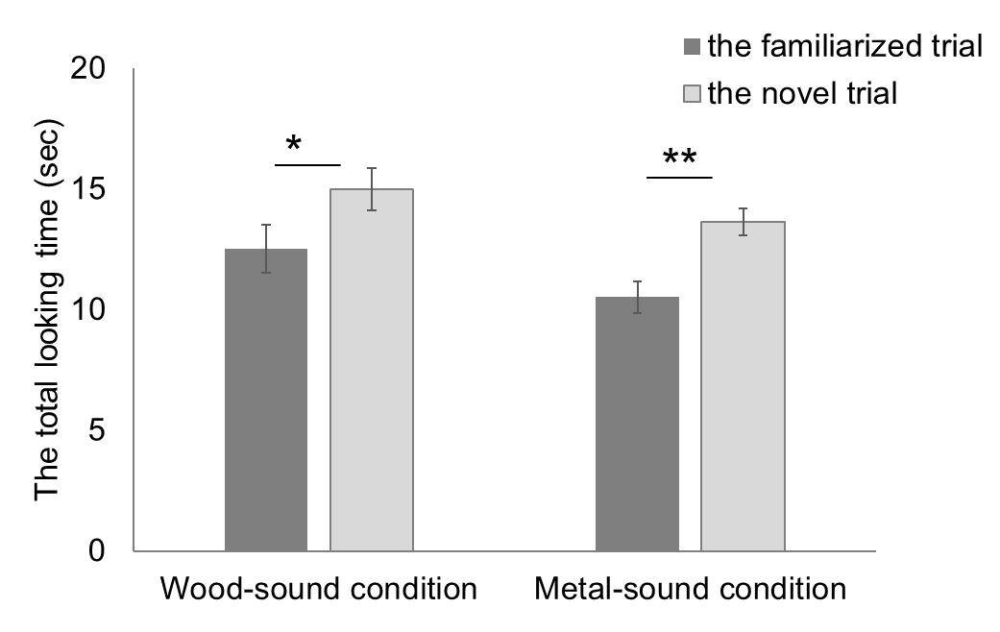 the familiarized trial
the novel trial
The total looking time (sec)
20
15
10
5
0
*
**
Wood-sound condition
Metal-sound condition